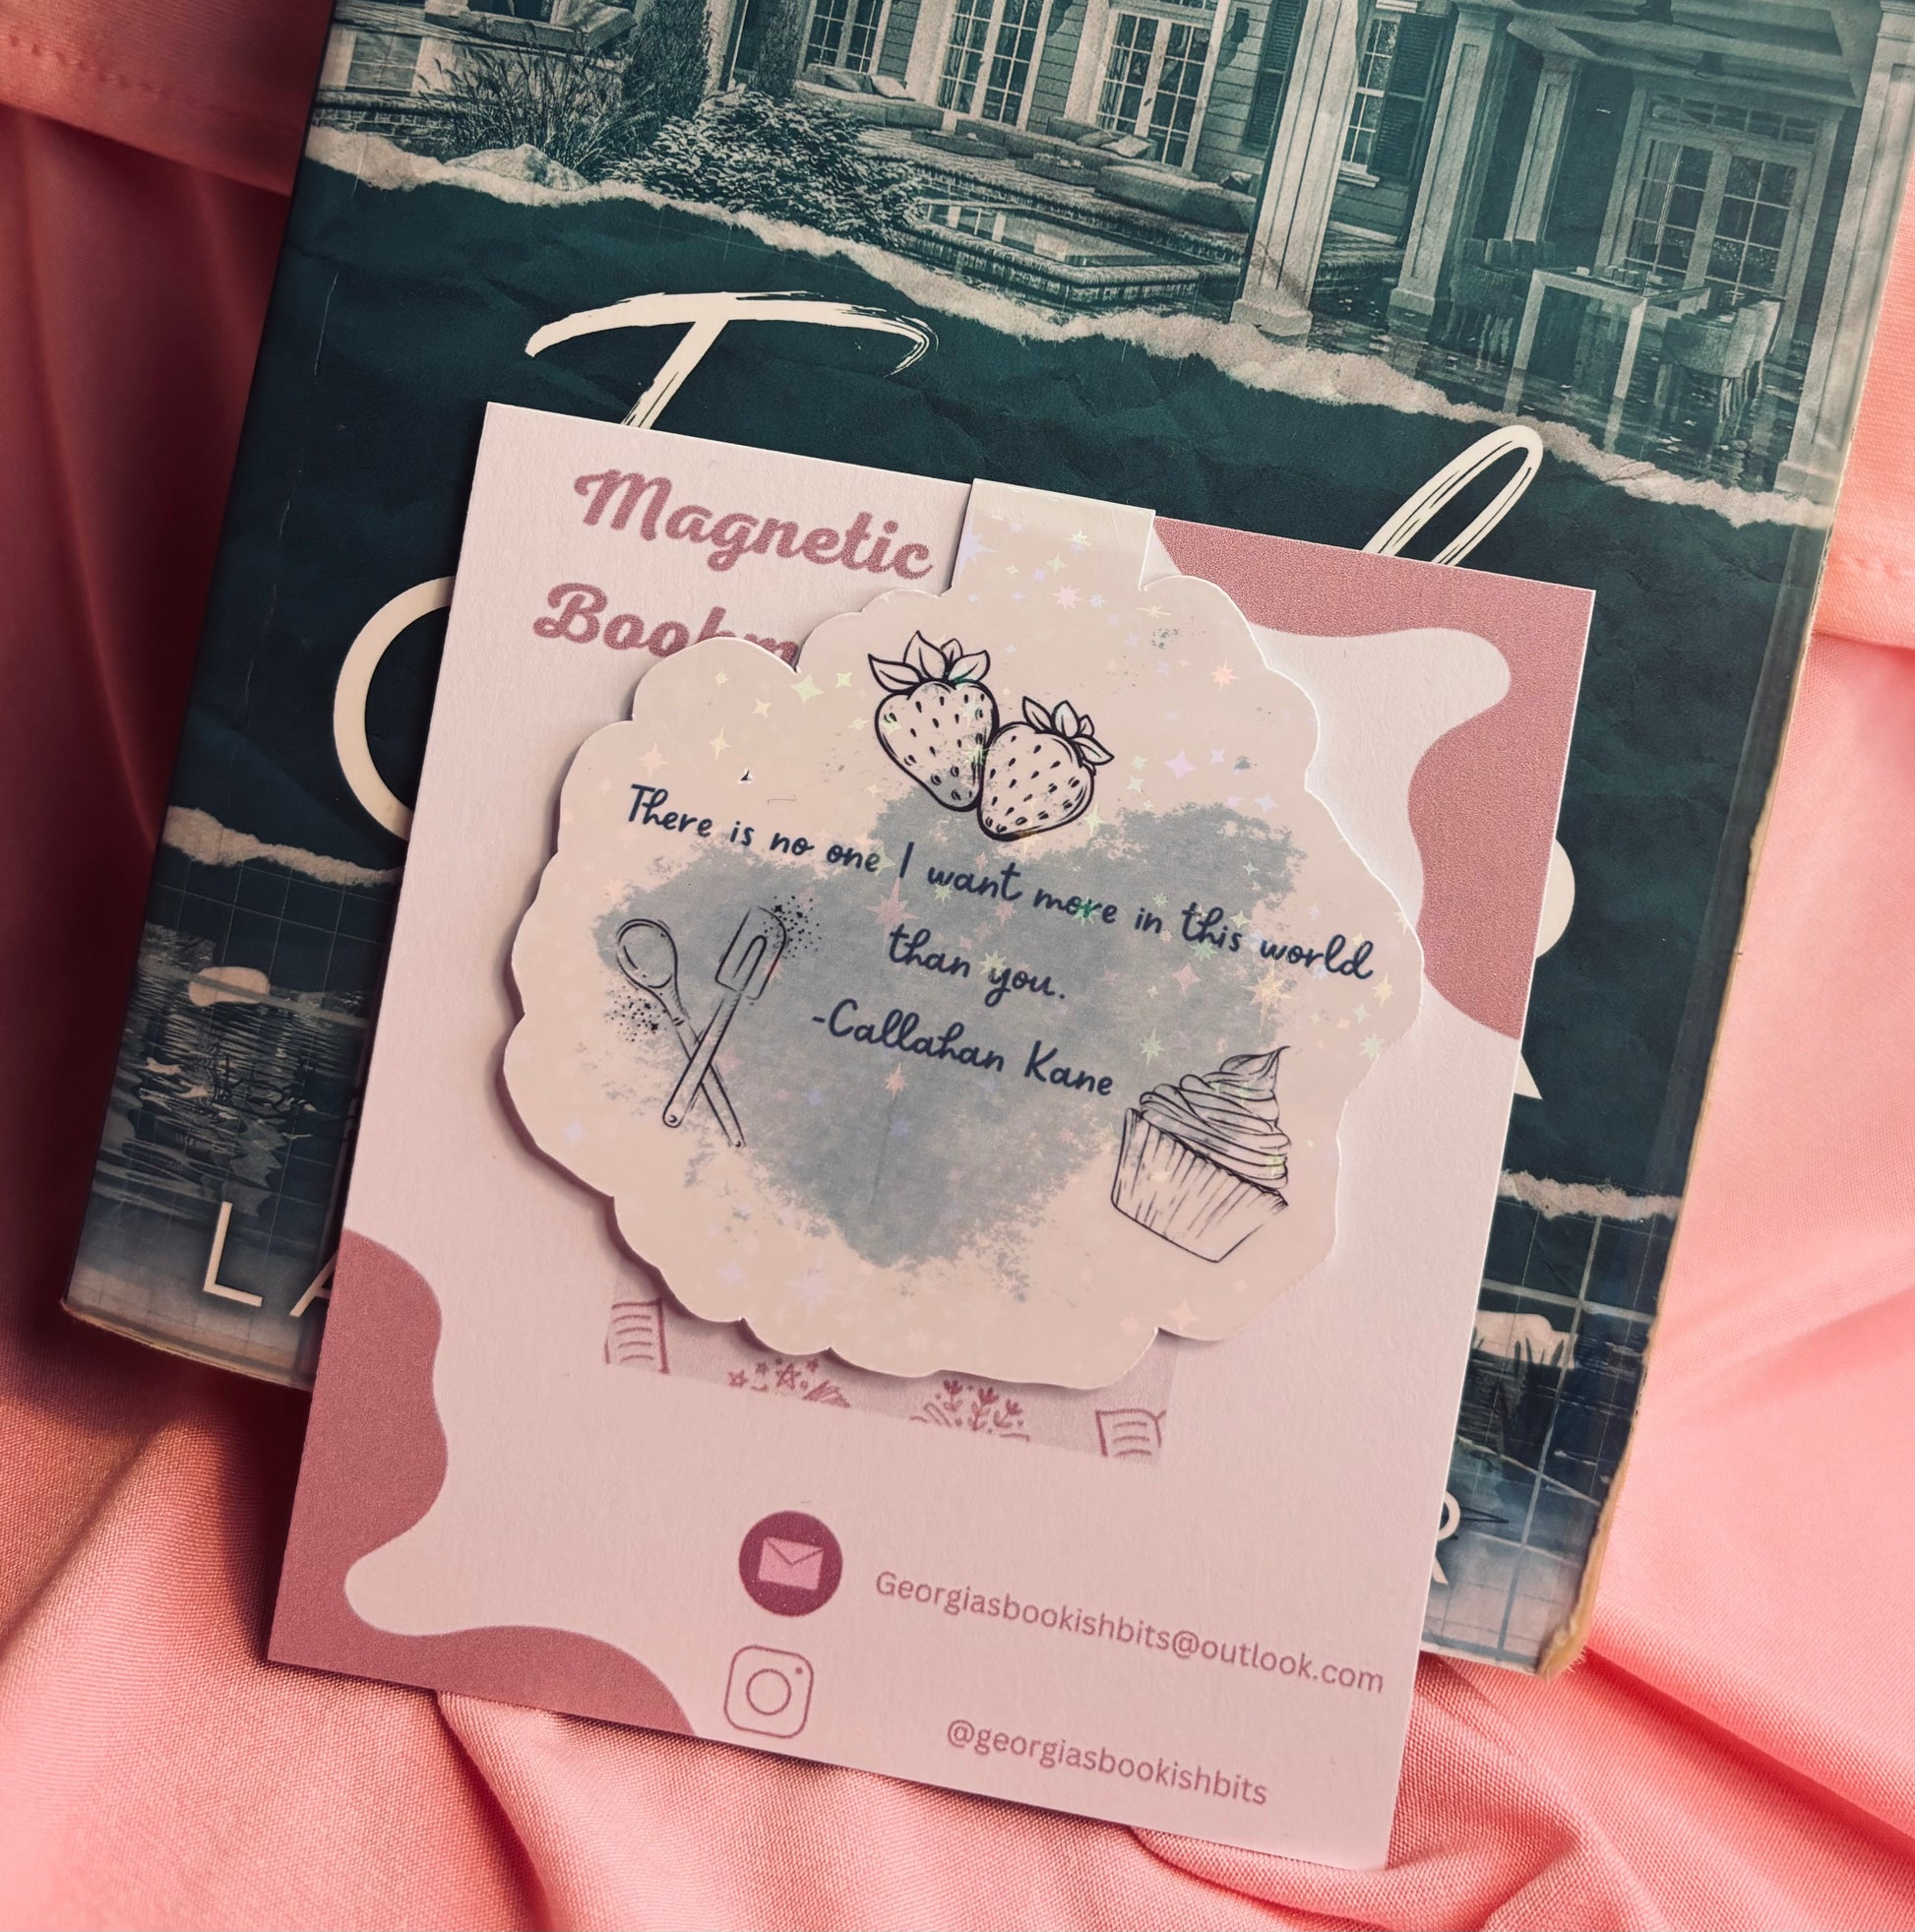 Magnetic
There is no one I want more in this world
than you.
-Callahan Kane
Georgiasbookishbits@outlook.com
@georgiasbookishbits